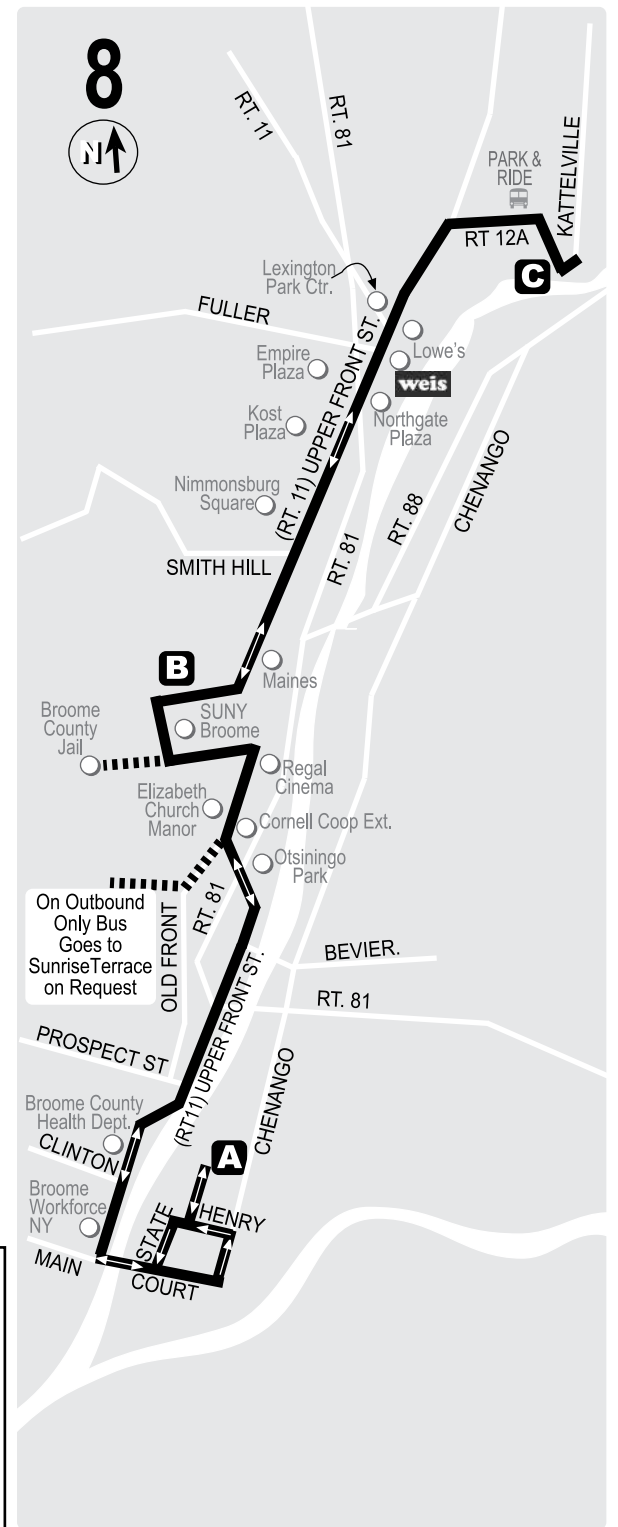 8
N
RT. 11
RT. 81
PARK &
RIDE
KATTELVILLE
RT 12A
C
Lexington
Park Ctr.
FULLER
Lowe's
Empire
Plaza
weis
(RT. 11) UPPER FRONT ST.
Kost
Plaza
Northgate
Plaza
CHENANGO
RT. 88
Nimmonsburg
Square
RT. 81
SMITH HILL
B
Maines
Broome
County
Jail
SUNY
Broome
Regal
Cinema
Elizabeth
Church
Manor
Cornell Coop Ext.
Otsiningo
Park
On Outbound
Only Bus
Goes to
SunriseTerrace
on Request
OLD FRONT
RT. 81
BEVIER.
RT. 81
(RT11) UPPER FRONT ST.
PROSPECT ST
CHENANGO
Broome County
Health Dept.
CLINTON
A
Broome
Workforce
NY
STATE
HENRY
MAIN
COURT